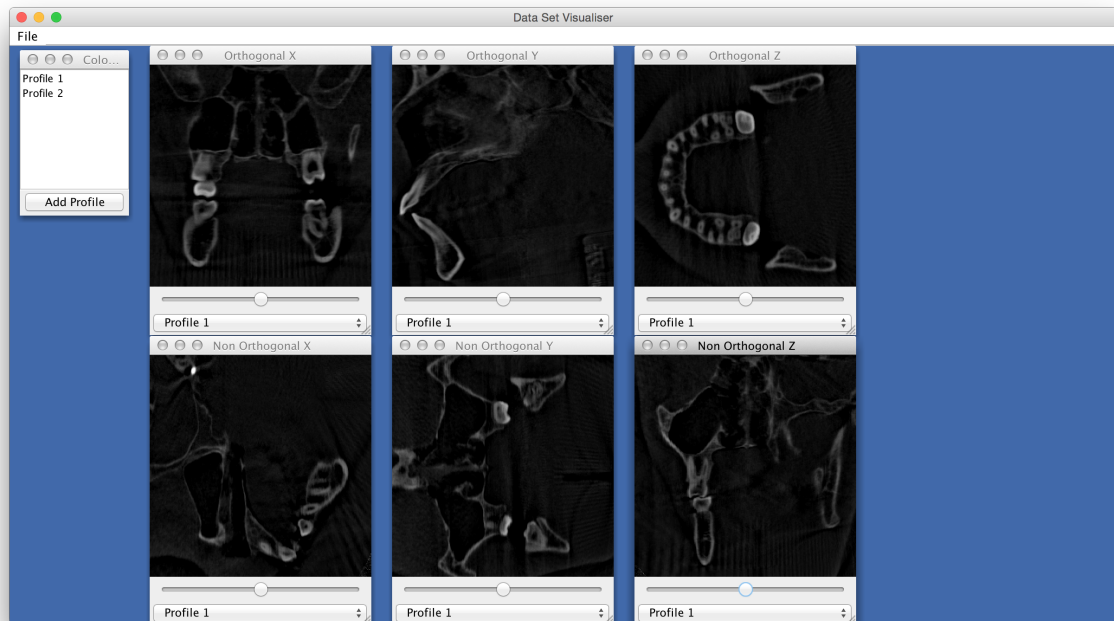 Data Set Visualiser
File
Colo...
Profile 1
Profile 2
Add Profile
Orthogonal X
Profile 1
Orthogonal Y
Profile 1
Orthogonal Z
Profile 1
Non Orthogonal X
Profile 1
Non Orthogonal Y
Profile 1
Non Orthogonal Z
Profile 1